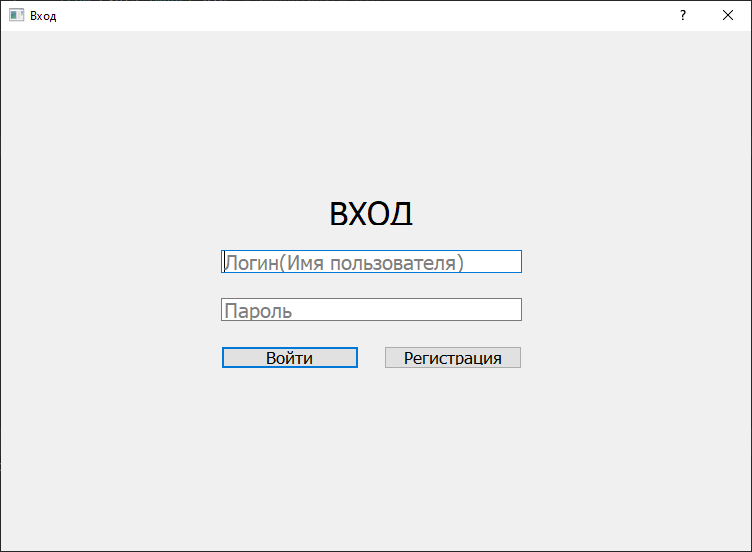 Вход
?
ВХОД
Логин(Имя пользователя)
Пароль
Войти Регистрация